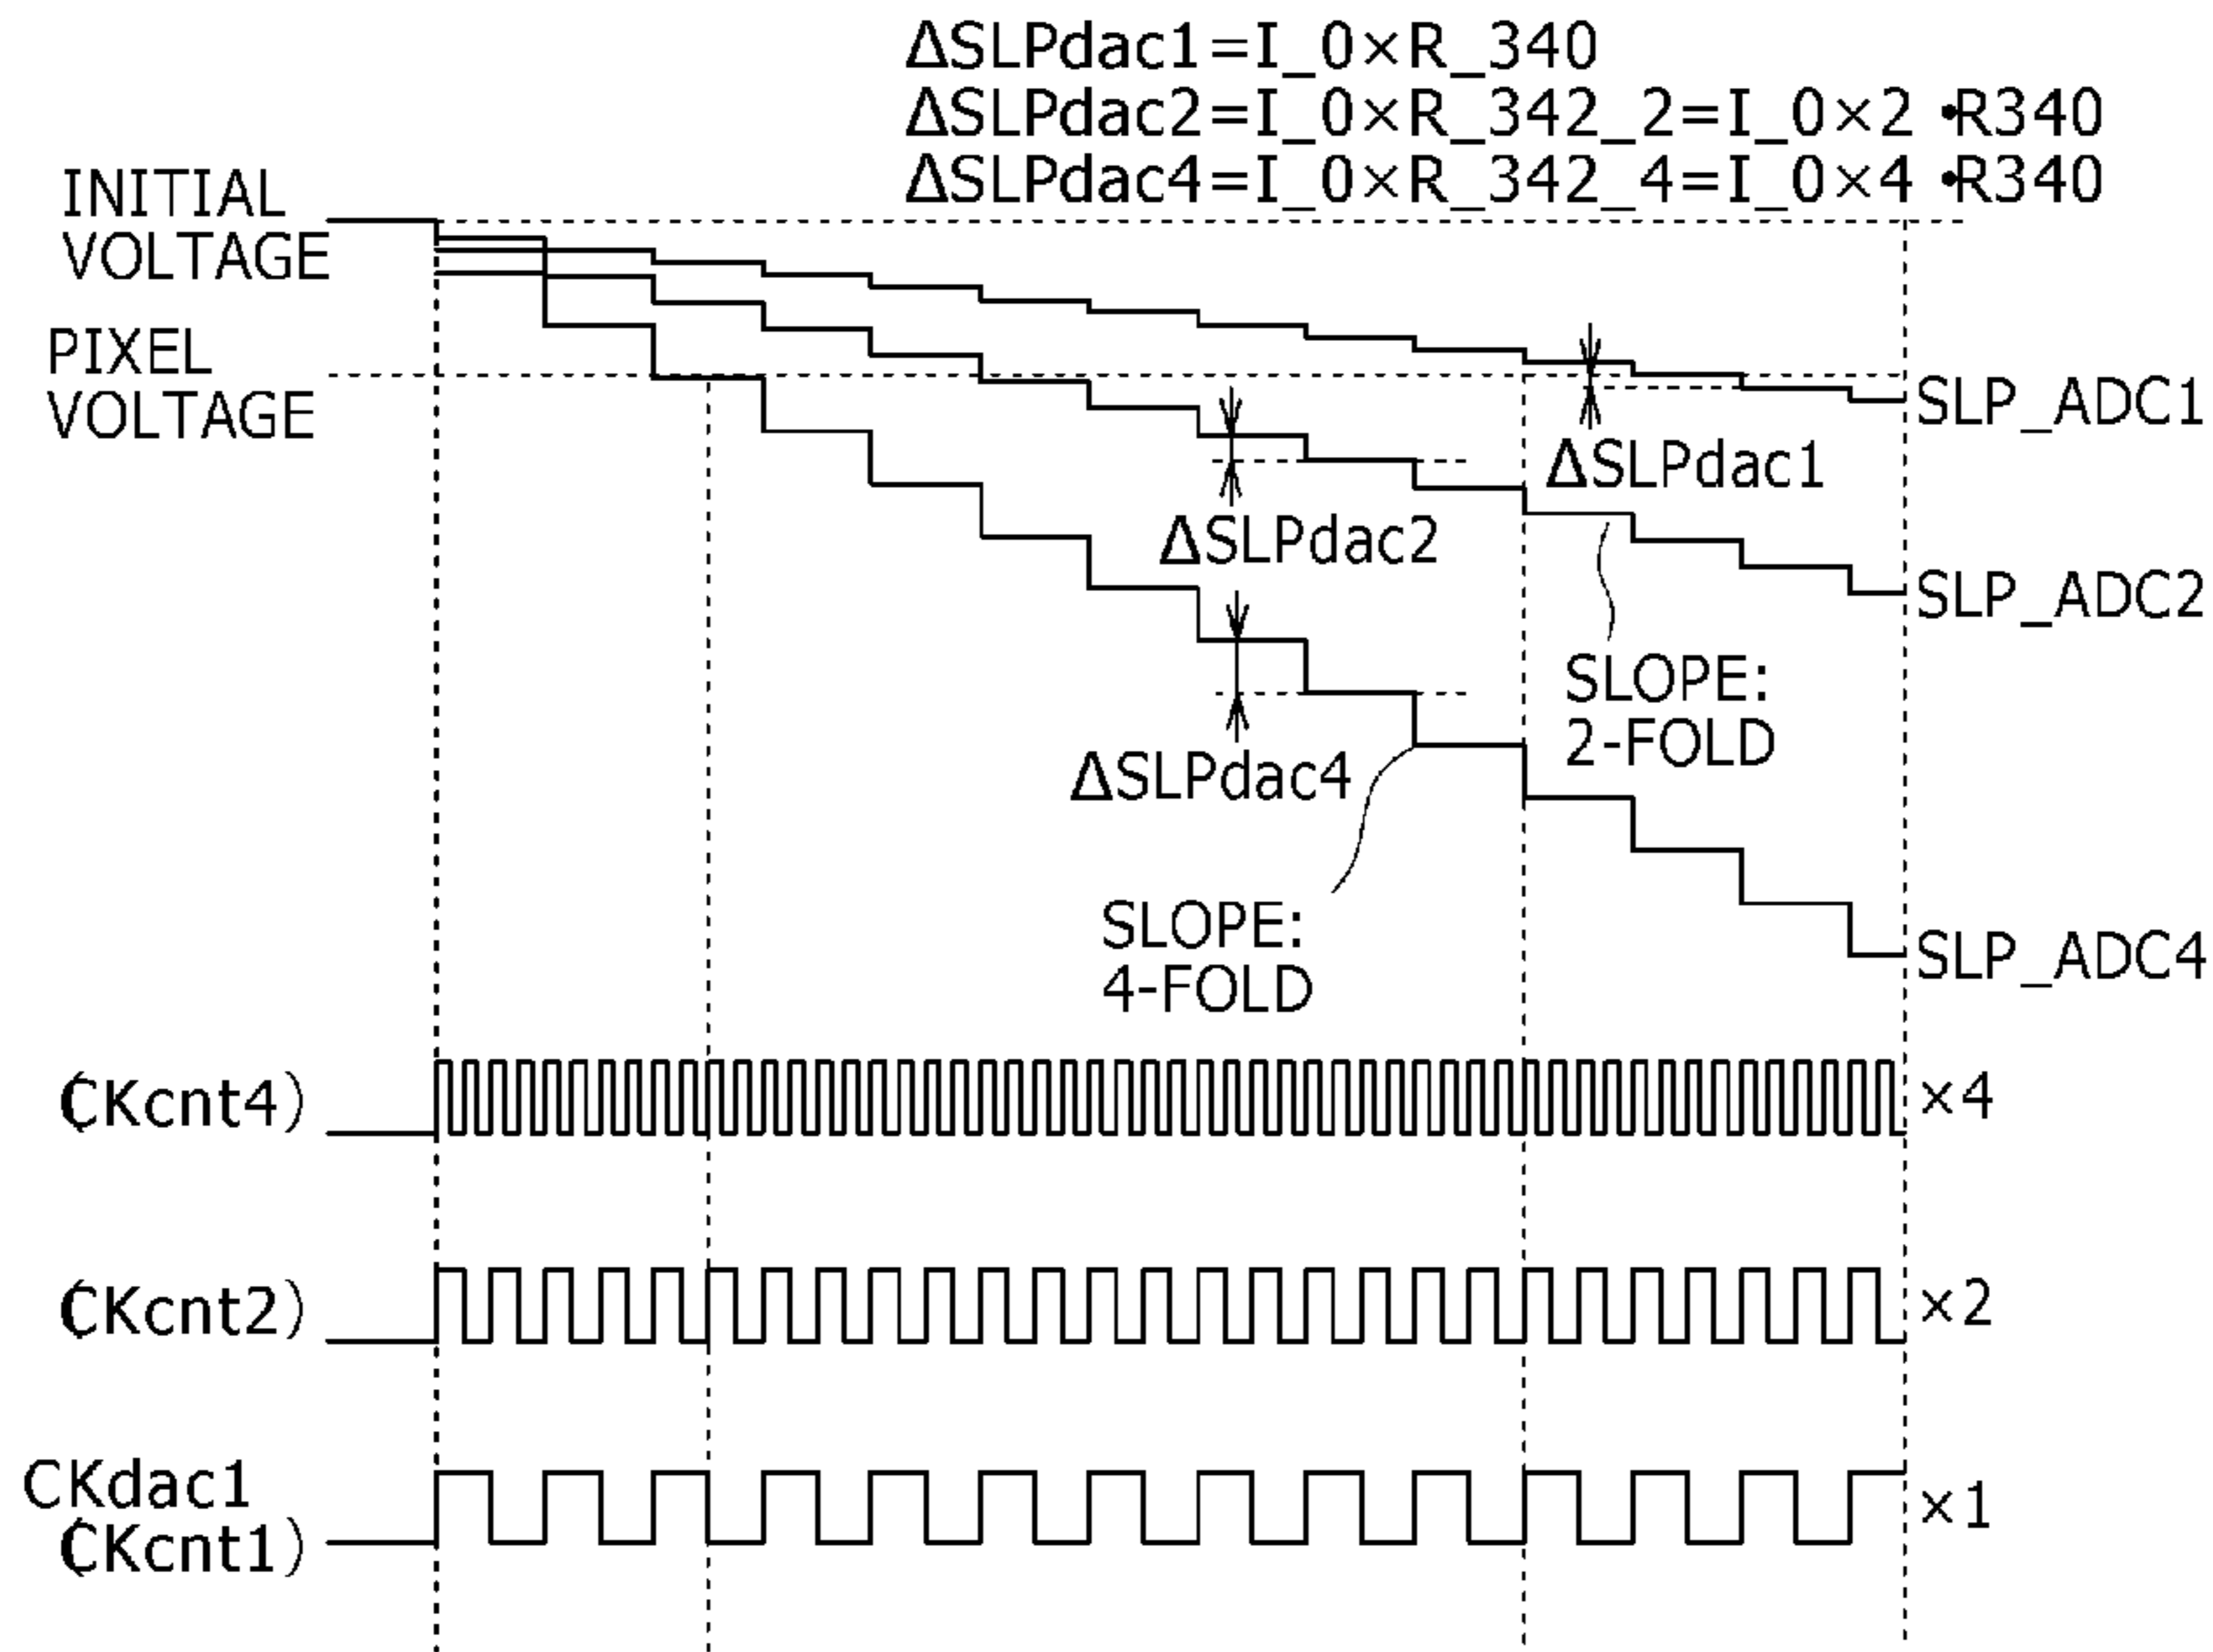 ΔSLPdac1=I_0×R_340
ΔSLPdac2=I_0×R_342_2=I_0×2•R340
ΔSLPdac4=I_0×R_342_4=I_0×4•R340
INITIAL
VOLTAGE
PIXEL
VOLTAGE
SLP_ADC1
ΔSLPdac1
ΔSLPdac2
SLP_ADC2
SLOPE:
2-FOLD
ΔSLPdac4
SLOPE:
4-FOLD
SLP_ADC4
(CKcnt4)
×4
(CKcnt2)
×2
CKdac1
(CKcnt1)
×1